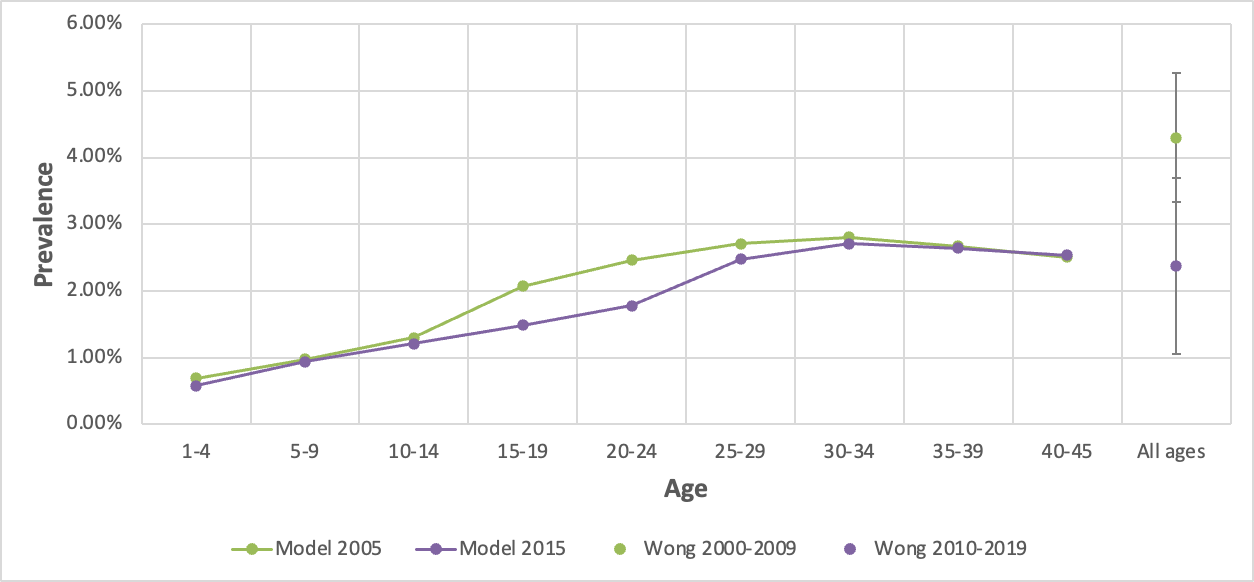 6.00%
5.00%
4.00%
3.00%
2.00%
1.00%
0.00%
Prevalence
1-4 5-9 10-14 15-19 20-24 25-29 30-34 35-39 40-45 All ages
Age
Model 2005 Model 2015 Wong 2000-2009 Wong 2010-2019